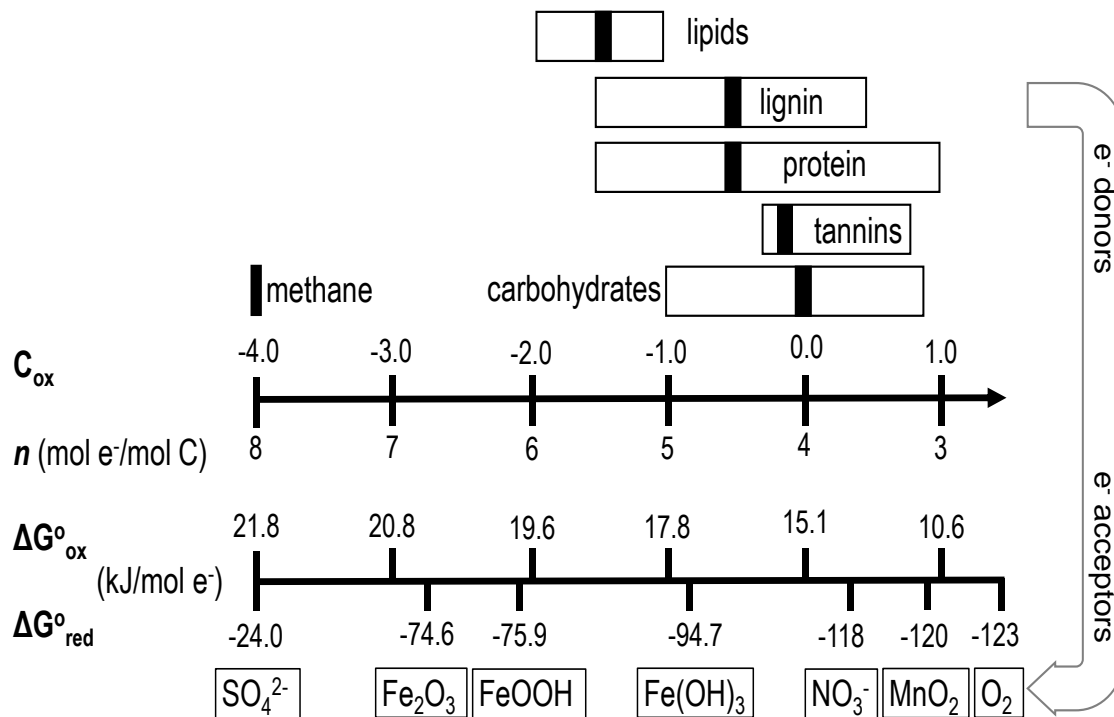 lipids
lignin
protein
tannins
methane
carbohydrates
C_ox
-4.0 -3.0 -2.0 -1.0 0.0 1.0
n (mol e⁻/mol C)
8 7 6 5 4 3
ΔG°_ox
21.8 20.8 19.6 17.8 15.1 10.6
(kJ/mol e⁻)
ΔG°_red
-24.0 -74.6 -75.9 -94.7 -118 -120 -123
SO₄²⁻ Fe₂O₃ FeOOH Fe(OH)₃ NO₃⁻ MnO₂ O₂
e⁻ donors
e⁻ acceptors